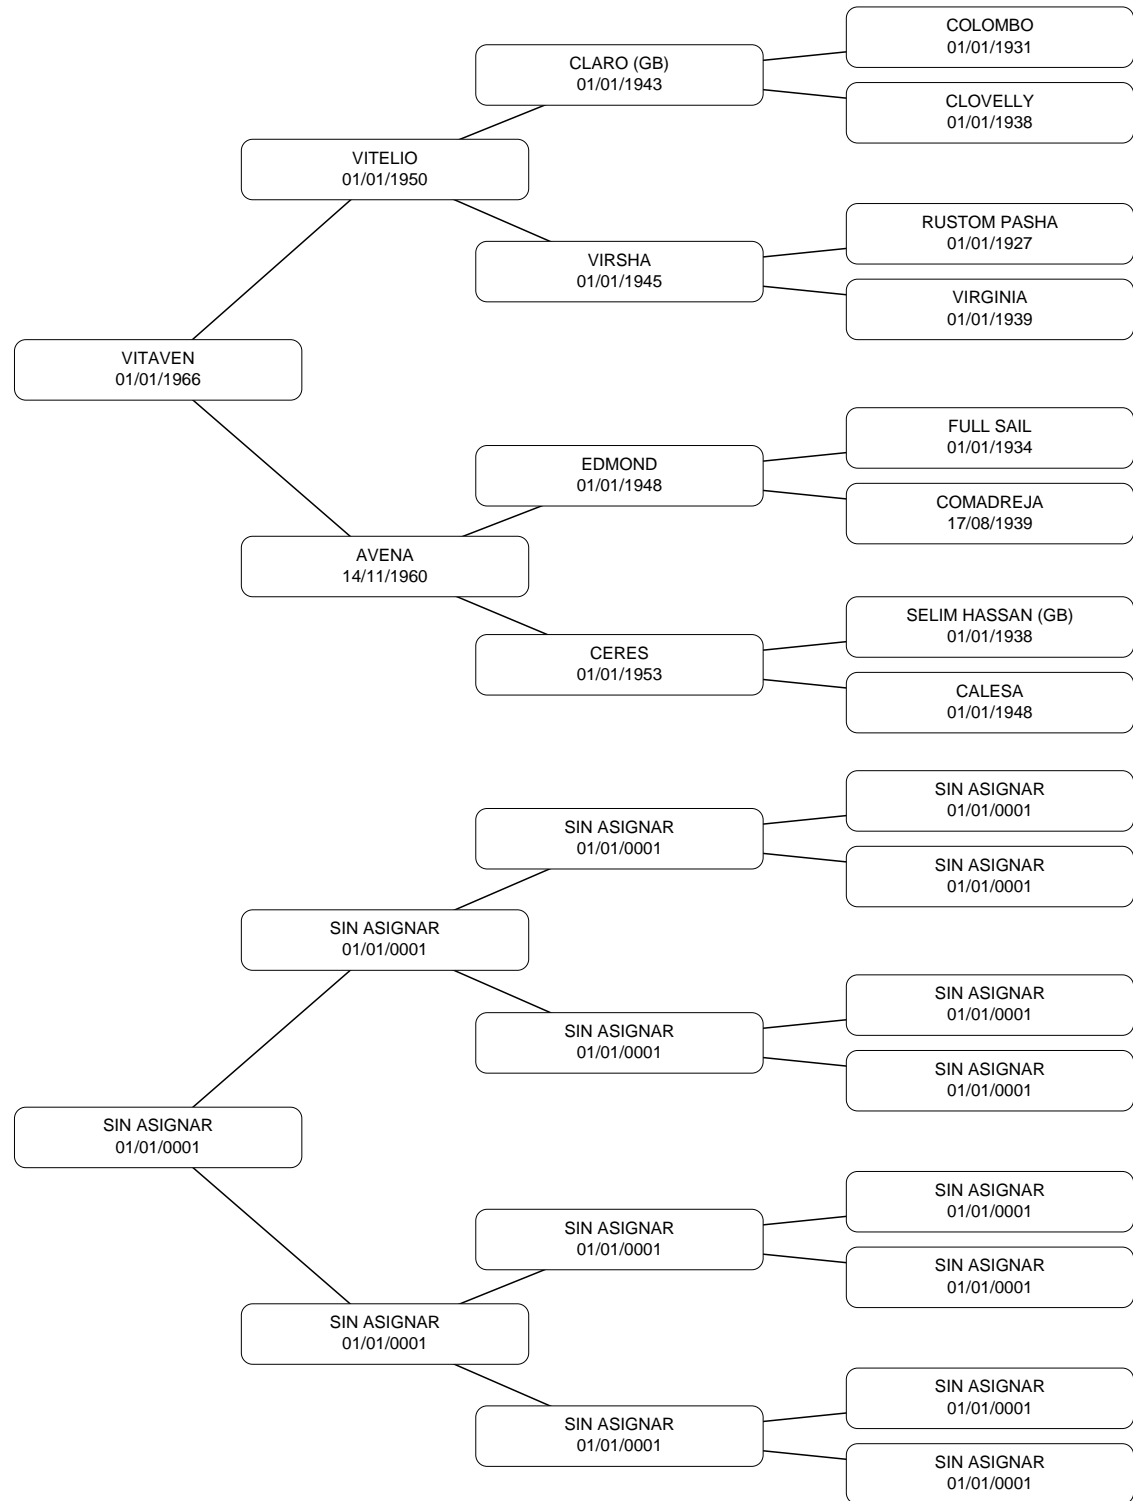 COLOMBO
01/01/1931
CLARO (GB)
01/01/1943
CLOVELLY
01/01/1938
VITELIO
01/01/1950
RUSTOM PASHA
01/01/1927
VIRSHA
01/01/1945
VIRGINIA
01/01/1939
VITAVEN
01/01/1966
FULL SAIL
01/01/1934
EDMOND
01/01/1948
COMADREJA
17/08/1939
AVENA
14/11/1960
SELIM HASSAN (GB)
01/01/1938
CERES
01/01/1953
CALESA
01/01/1948
SIN ASIGNAR
01/01/0001
SIN ASIGNAR
01/01/0001
SIN ASIGNAR
01/01/0001
SIN ASIGNAR
01/01/0001
SIN ASIGNAR
01/01/0001
SIN ASIGNAR
01/01/0001
SIN ASIGNAR
01/01/0001
SIN ASIGNAR
01/01/0001
SIN ASIGNAR
01/01/0001
SIN ASIGNAR
01/01/0001
SIN ASIGNAR
01/01/0001
SIN ASIGNAR
01/01/0001
SIN ASIGNAR
01/01/0001
SIN ASIGNAR
01/01/0001
SIN ASIGNAR
01/01/0001